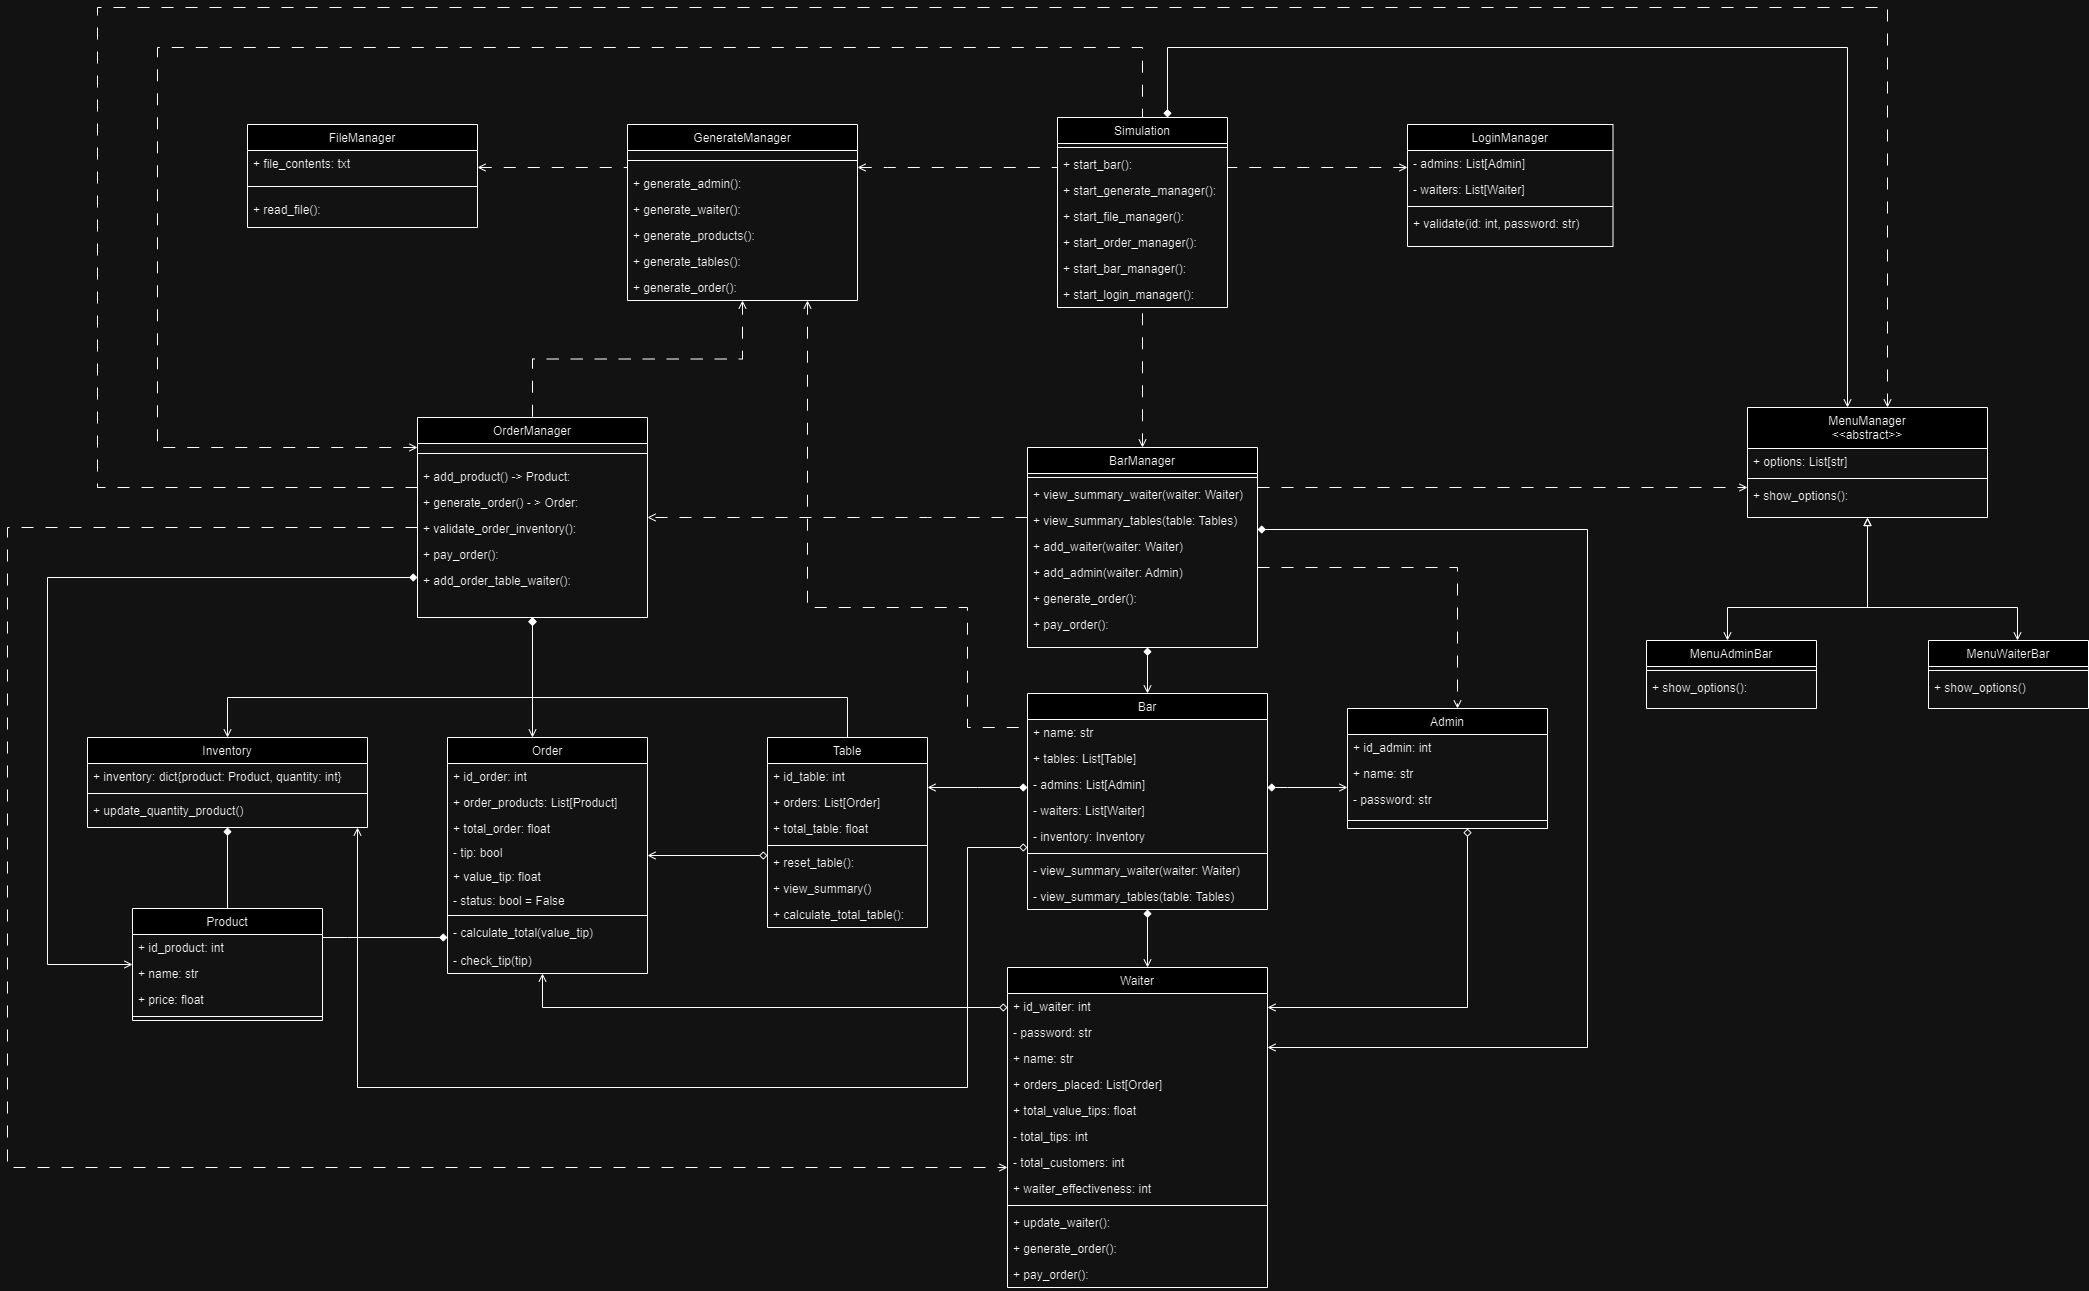 FileManager
+ file_contents: txt
+ read_file():
GenerateManager
+ generate_admin():
+ generate_waiter():
+ generate_products():
+ generate_tables():
+ generate_order():
Simulation
+ start_bar():
+ start_generate_manager():
+ start_file_manager():
+ start_order_manager():
+ start_bar_manager():
+ start_login_manager():
LoginManager
- admins: List[Admin]
- waiters: List[Waiter]
+ validate(id: int, password: str)
OrderManager
+ add_product() -> Product:
+ generate_order() - > Order:
+ validate_order_inventory():
+ pay_order():
+ add_order_table_waiter():
BarManager
+ view_summary_waiter(waiter: Waiter)
+ view_summary_tables(table: Tables)
+ add_waiter(waiter: Waiter)
+ add_admin(waiter: Admin)
+ generate_order():
+ pay_order():
MenuManager
<<abstract>>
+ options: List[str]
+ show_options():
MenuAdminBar
+ show_options():
MenuWaiterBar
+ show_options()
Inventory
+ inventory: dict{product: Product, quantity: int}
+ update_quantity_product()
Order
+ id_order: int
+ order_products: List[Product]
+ total_order: float
- tip: bool
+ value_tip: float
- status: bool = False
- calculate_total(value_tip)
- check_tip(tip)
Table
+ id_table: int
+ orders: List[Order]
+ total_table: float
+ reset_table():
+ view_summary()
+ calculate_total_table():
Bar
+ name: str
+ tables: List[Table]
- admins: List[Admin]
- waiters: List[Waiter]
- inventory: Inventory
- view_summary_waiter(waiter: Waiter)
- view_summary_tables(table: Tables)
Admin
+ id_admin: int
+ name: str
- password: str
Product
+ id_product: int
+ name: str
+ price: float
Waiter
+ id_waiter: int
- password: str
+ name: str
+ orders_placed: List[Order]
+ total_value_tips: float
- total_tips: int
- total_customers: int
+ waiter_effectiveness: int
+ update_waiter():
+ generate_order():
+ pay_order():